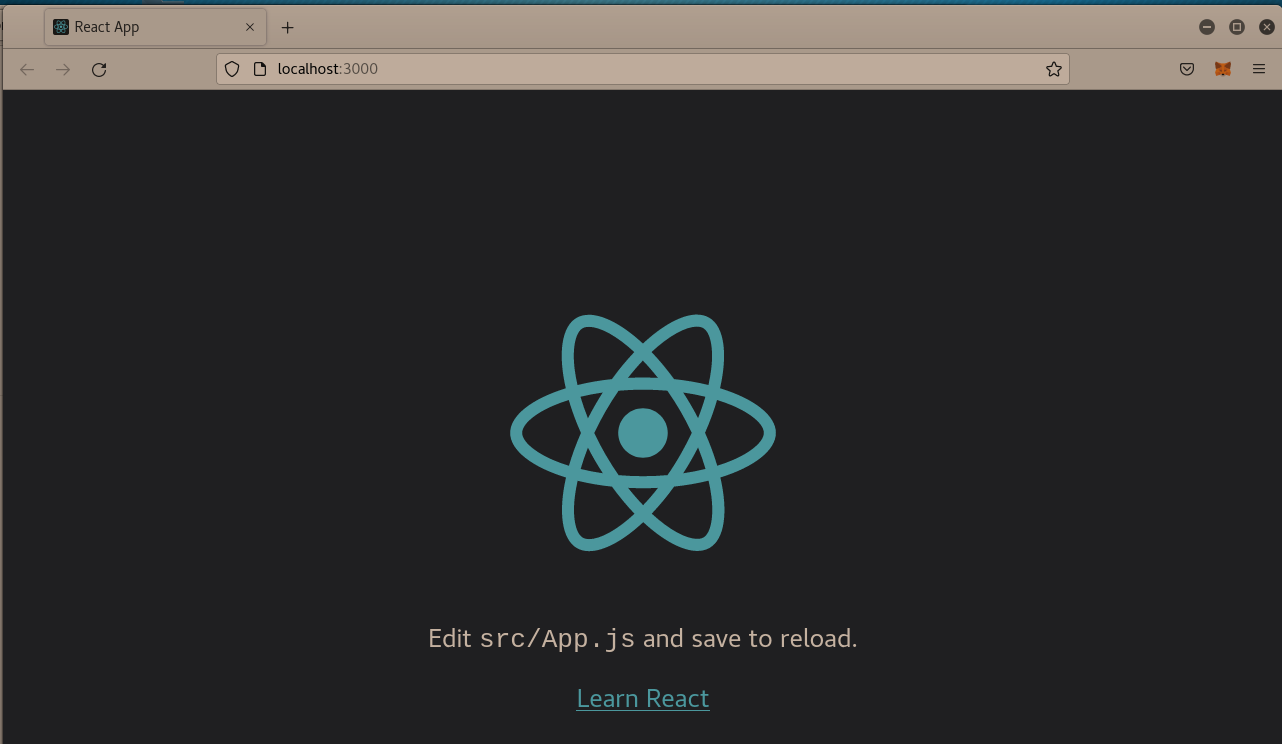 React App
localhost:3000
Edit src/App.js and save to reload.
Learn React